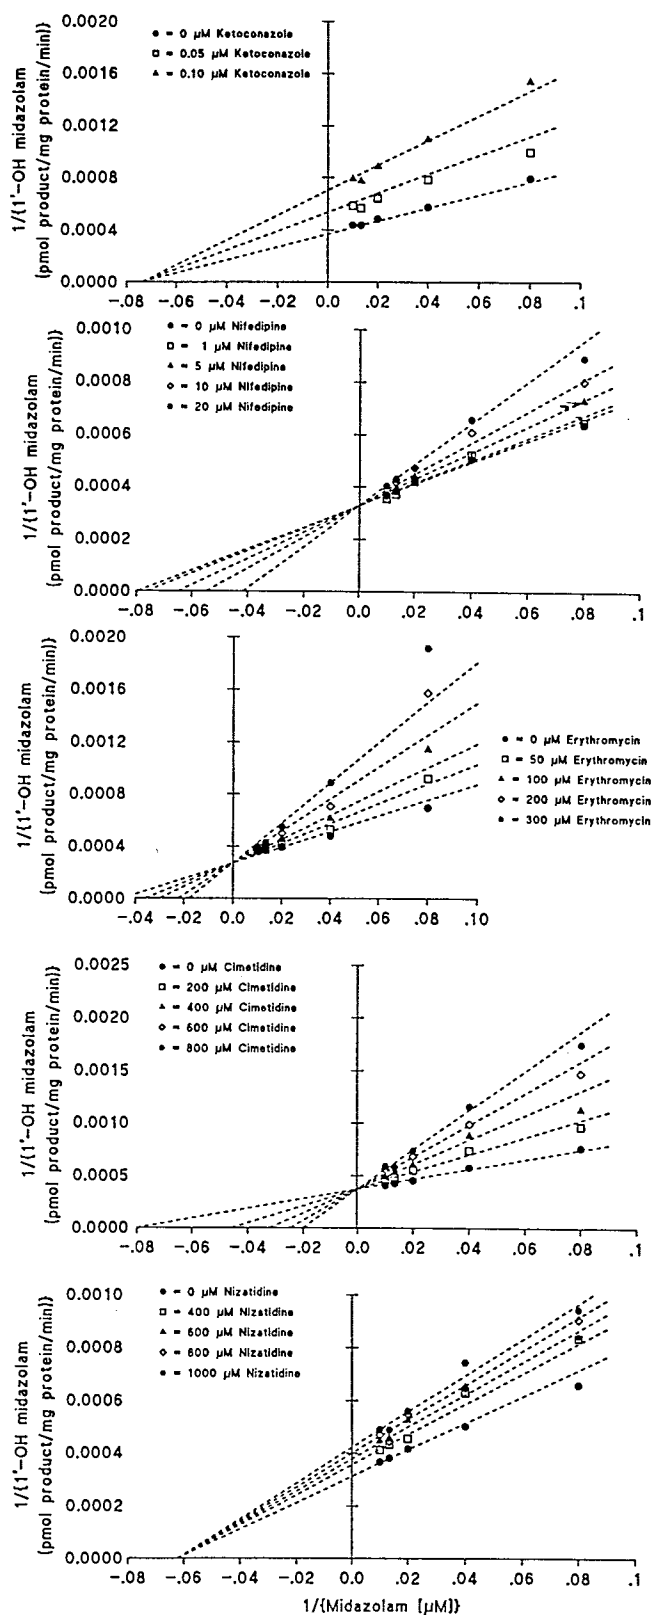 1/{1'-OH midazolam
(pmol product/mg protein/min)}
0.0020
0.0016
0.0012
0.0008
0.0004
0.0000
● = 0 µM Ketoconazole
□ = 0.05 µM Ketoconazole
▲ = 0.10 µM Ketoconazole
-.08 -.06 -.04 -.02 0.0 .02 .04 .06 .08 .1
1/{1'-OH midazolam
(pmol product/mg protein/min)}
0.0010
0.0008
0.0006
0.0004
0.0002
0.0000
● = 0 µM Nifedipine
□ = 1 µM Nifedipine
▲ = 5 µM Nifedipine
◇ = 10 µM Nifedipine
● = 20 µM Nifedipine
-.08 -.06 -.04 -.02 0.0 .02 .04 .06 .08 .1
1/{1'-OH midazolam
(pmol product/mg protein/min)}
0.0020
0.0016
0.0012
0.0008
0.0004
0.0000
● = 0 µM Erythromycin
□ = 50 µM Erythromycin
▲ = 100 µM Erythromycin
◇ = 200 µM Erythromycin
● = 300 µM Erythromycin
-.04 -.02 0.0 .02 .04 .06 .08 .10
1/{1'-OH midazolam
(pmol product/mg protein/min)}
0.0025
0.0020
0.0015
0.0010
0.0005
0.0000
● = 0 µM Cimetidine
□ = 200 µM Cimetidine
▲ = 400 µM Cimetidine
◇ = 600 µM Cimetidine
● = 800 µM Cimetidine
-.08 -.06 -.04 -.02 0.0 .02 .04 .06 .08 .1
1/{1'-OH midazolam
(pmol product/mg protein/min)}
0.0010
0.0008
0.0006
0.0004
0.0002
0.0000
● = 0 µM Nizatidine
□ = 400 µM Nizatidine
▲ = 600 µM Nizatidine
◇ = 800 µM Nizatidine
● = 1000 µM Nizatidine
-.08 -.06 -.04 -.02 0.0 .02 .04 .06 .08 .1
1/{Midazolam [µM]}